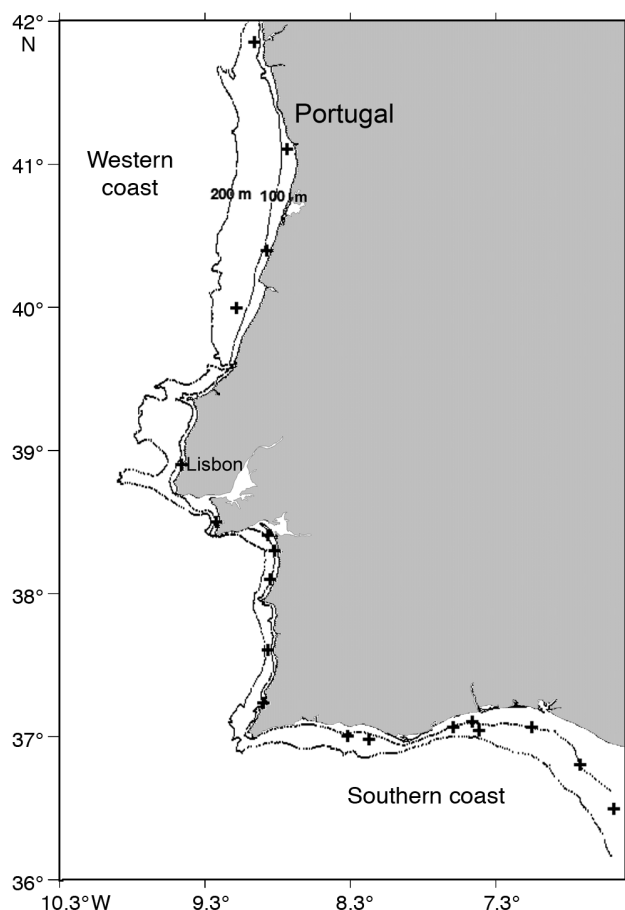 42°
N
Portugal
Western
coast
41°
200 m
100 m
40°
39°
Lisbon
38°
37°
Southern coast
36°
10.3°W
9.3°
8.3°
7.3°